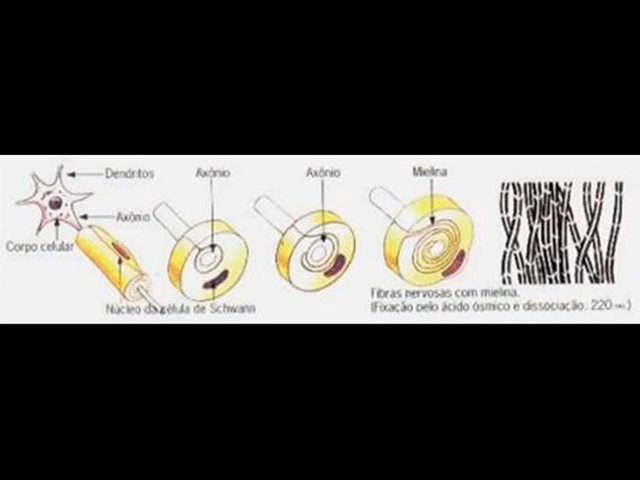 Dendritos
Axônio
Corpo celular
Núcleo da célula de Schwann
Axônio
Axônio
Mielina
Fibras nervosas com mielina.
(Fixação pelo ácido ósmico e dissociação. 220